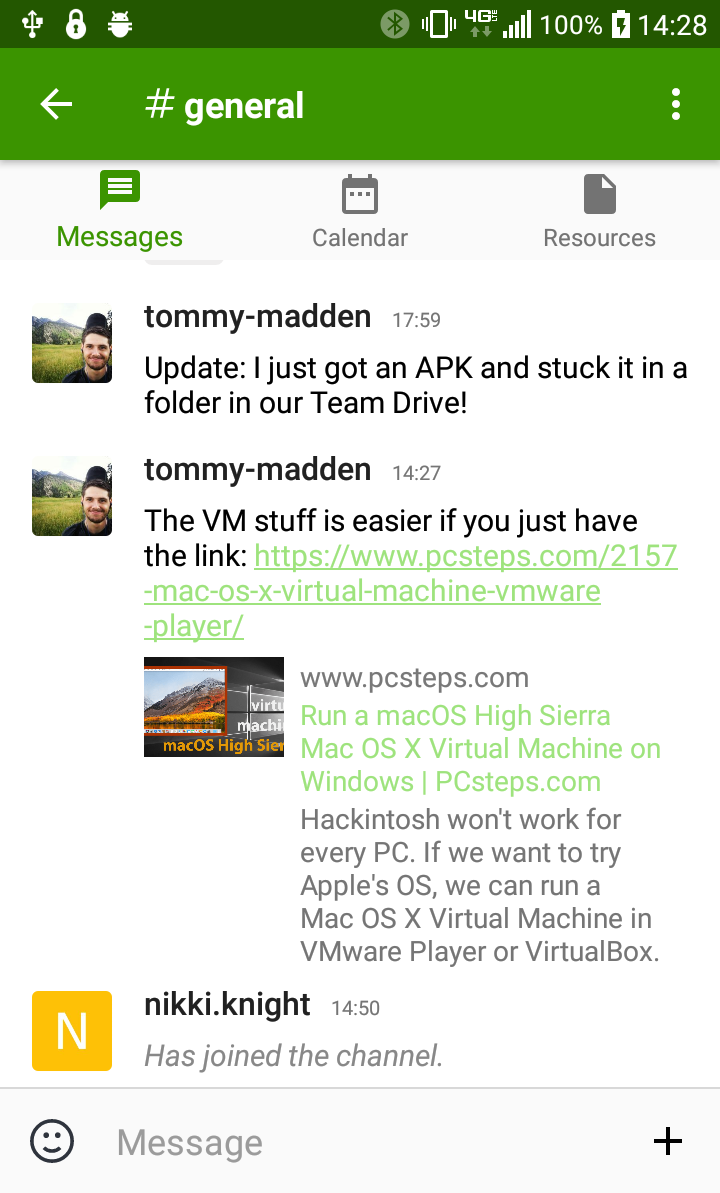 4G 100% 14:28
# general
Messages Calendar Resources
tommy-madden 17:59
Update: I just got an APK and stuck it in a
folder in our Team Drive!
tommy-madden 14:27
The VM stuff is easier if you just have
the link: https://www.pcsteps.com/2157
-mac-os-x-virtual-machine-vmware
-player/
virtu
machi
macOS High Sier
www.pcsteps.com
Run a macOS High Sierra
Mac OS X Virtual Machine on
Windows | PCsteps.com
Hackintosh won't work for
every PC. If we want to try
Apple's OS, we can run a
Mac OS X Virtual Machine in
VMware Player or VirtualBox.
N
nikki.knight 14:50
Has joined the channel.
Message